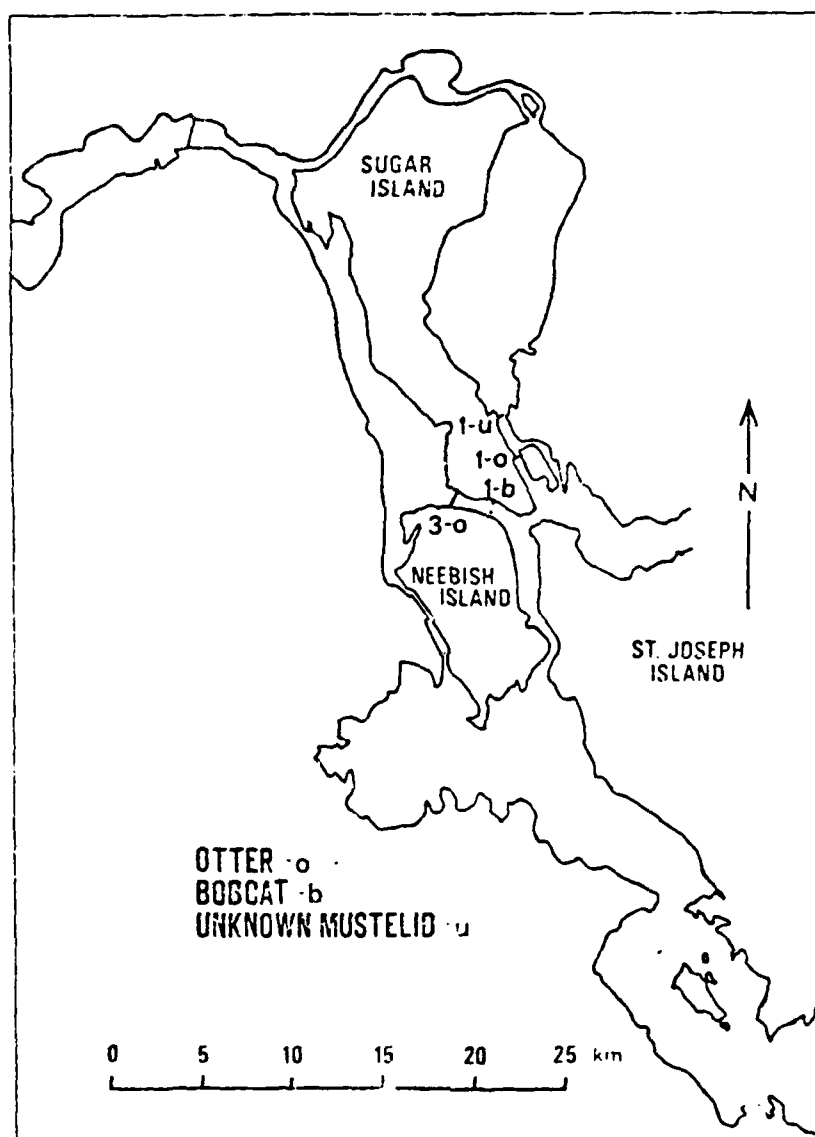 SUGAR
ISLAND
1-u
1-o
1-b
3-o
N
NEEBISH
ISLAND
ST. JOSEPH
ISLAND
OTTER -o
BOBCAT -b
UNKNOWN MUSTELID -u
0 5 10 15 20 25 km